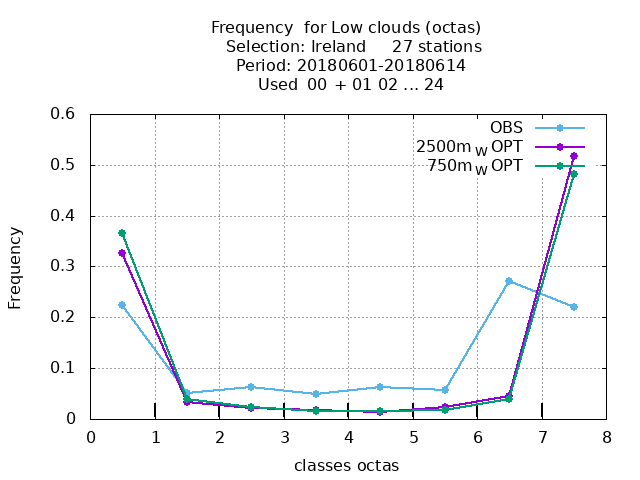 Frequency  for Low clouds (octas)
Selection: Ireland     27 stations
Period: 20180601-20180614
Used  00  + 01 02 ... 24
0.6
0.5
0.4
0.3
0.2
0.1
0
Frequency
OBS
2500m_W OPT
750m_W OPT
0 1 2 3 4 5 6 7 8
classes octas